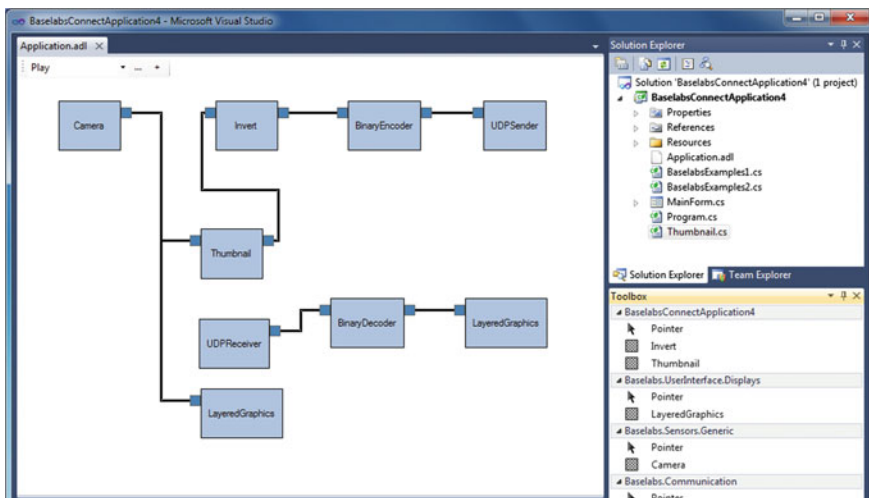 BaselabsConnectApplication4 - Microsoft Visual Studio
Application.adl
Play
Camera
Invert
BinaryEncoder
UDPSender
Thumbnail
UDPReceiver
BinaryDecoder
LayeredGraphics
LayeredGraphics
Solution Explorer
Solution 'BaselabsConnectApplication4' (1 project)
BaselabsConnectApplication4
Properties
References
Resources
Application.adl
BaselabsExamples1.cs
BaselabsExamples2.cs
MainForm.cs
Program.cs
Thumbnail.cs
Solution Explorer
Team Explorer
Toolbox
BaselabsConnectApplication4
Pointer
Invert
Thumbnail
Baselabs.UserInterface.Displays
Pointer
LayeredGraphics
Baselabs.Sensors.Generic
Pointer
Camera
Baselabs.Communication
Pointer